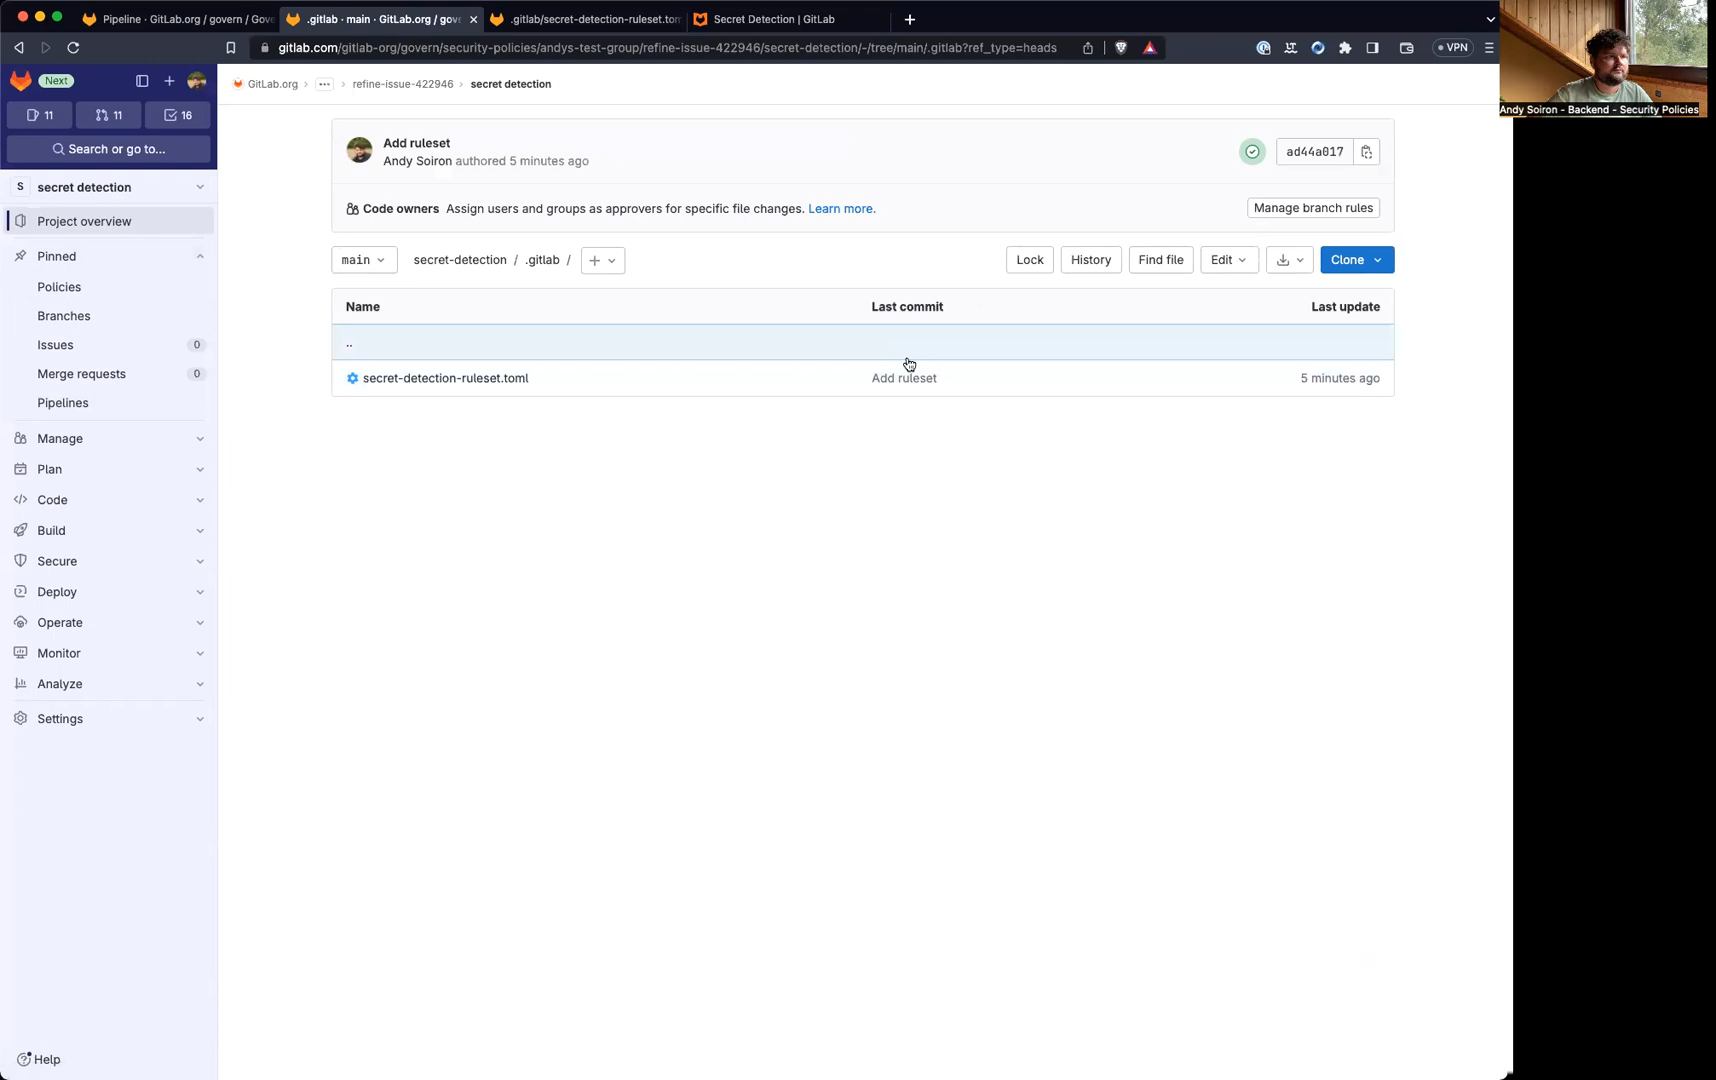 Pipeline · GitLab.org / govern / Gove
.gitlab · main · GitLab.org / gov
.gitlab/secret-detection-ruleset.tom
Secret Detection | GitLab
gitlab.com/gitlab-org/govern/security-policies/andys-test-group/refine-issue-422946/secret-detection/-/tree/main/.gitlab?ref_type=heads
VPN
Andy Soiron - Backend - Security Policies
Next
11
11
16
Search or go to...
S secret detection
Project overview
Pinned
Policies
Branches
Issues 0
Merge requests 0
Pipelines
Manage
Plan
Code
Build
Secure
Deploy
Operate
Monitor
Analyze
Settings
Help
GitLab.org › ··· › refine-issue-422946 › secret detection
Add ruleset
Andy Soiron authored 5 minutes ago
ad44a017
Code owners Assign users and groups as approvers for specific file changes. Learn more.
Manage branch rules
main
secret-detection / .gitlab / +
Lock
History
Find file
Edit
Clone
Name Last commit Last update
..
secret-detection-ruleset.toml Add ruleset 5 minutes ago